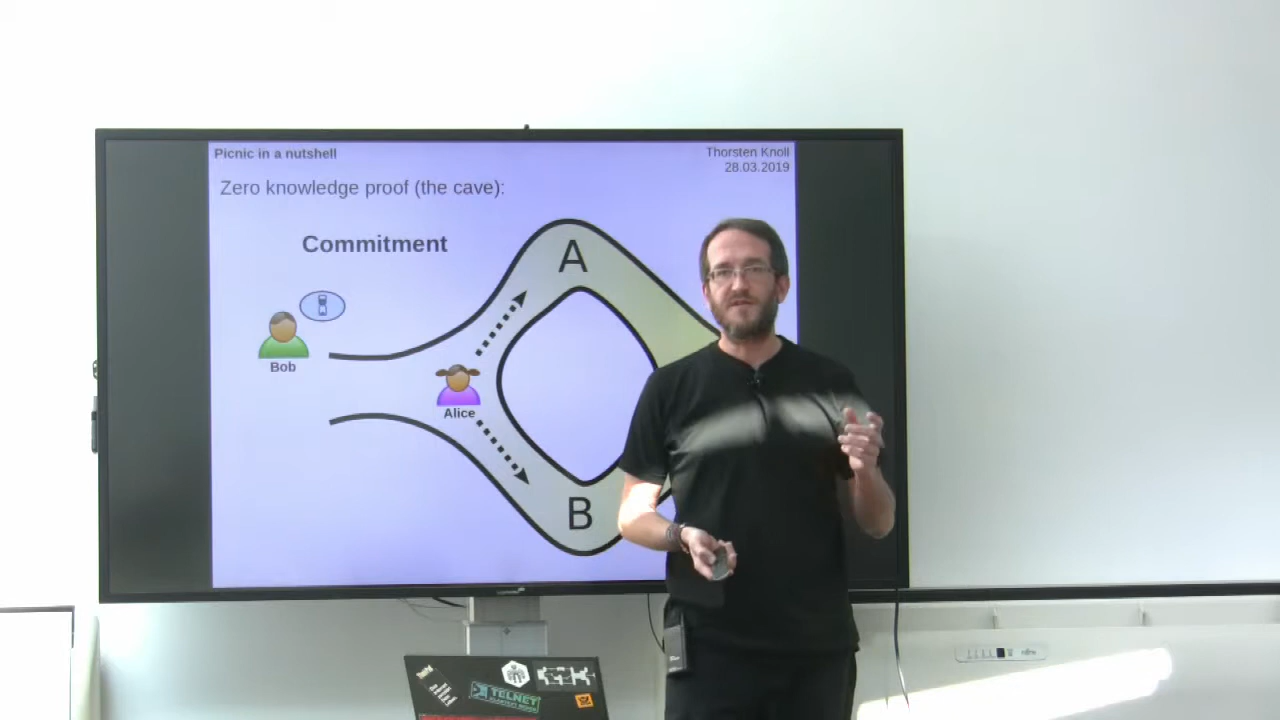 Picnic in a nutshell
Thorsten Knoll
28.03.2019
Zero knowledge proof (the cave):
Commitment
A
Bob
Alice
B
TELNET